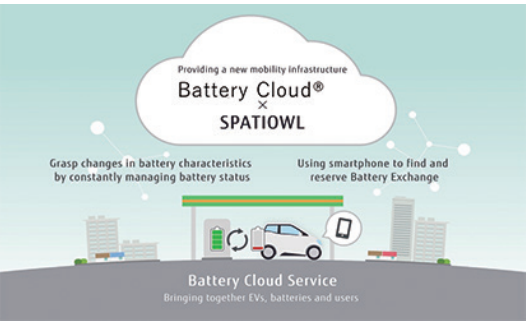 Providing a new mobility infrastructure
Battery Cloud®
×
SPATIOWL
Grasp changes in battery characteristics
by constantly managing battery status
Using smartphone to find and
reserve Battery Exchange
Battery Cloud Service
Bringing together EVs, batteries and users